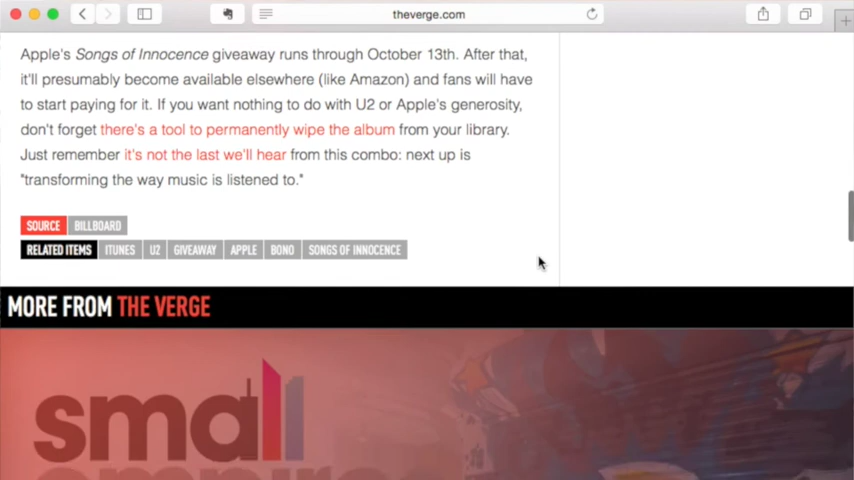 theverge.com
Apple's Songs of Innocence giveaway runs through October 13th. After that,
it'll presumably become available elsewhere (like Amazon) and fans will have
to start paying for it. If you want nothing to do with U2 or Apple's generosity,
don't forget there's a tool to permanently wipe the album from your library.
Just remember it's not the last we'll hear from this combo: next up is
"transforming the way music is listened to."
SOURCE BILLBOARD
RELATED ITEMS ITUNES U2 GIVEAWAY APPLE BONO SONGS OF INNOCENCE
MORE FROM THE VERGE
small
empires